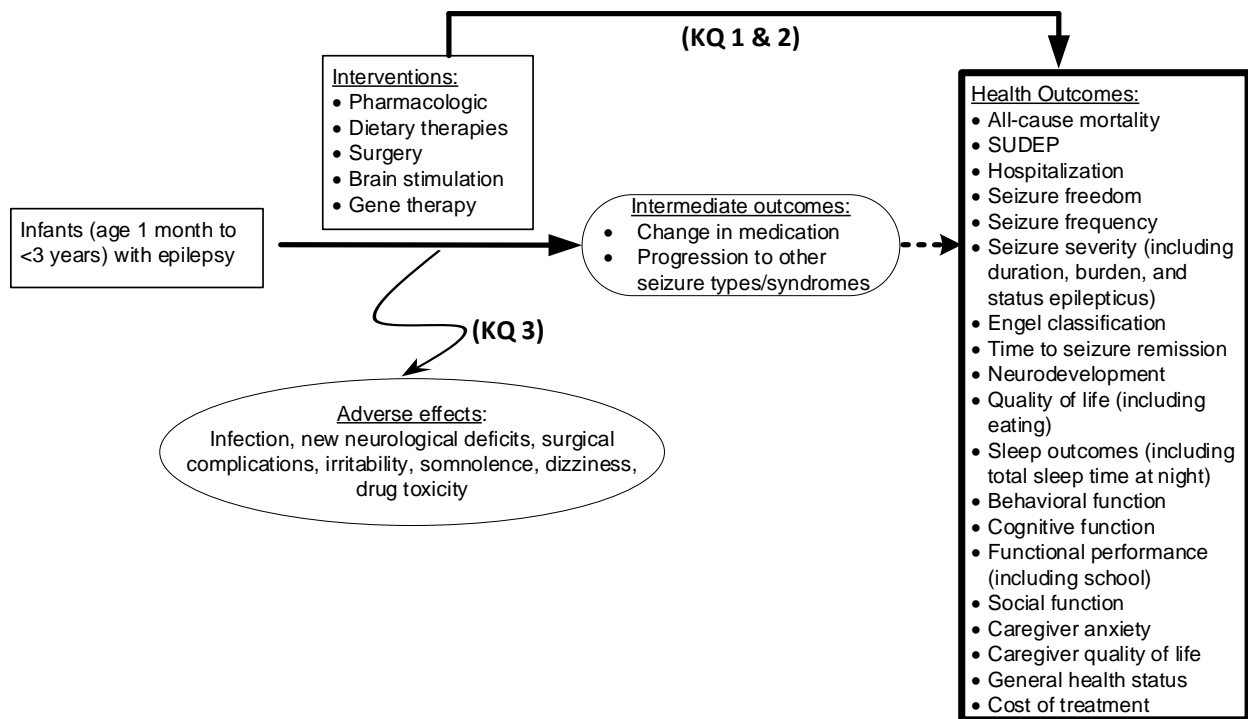 (KQ 1 & 2)
Interventions:
• Pharmacologic
• Dietary therapies
• Surgery
• Brain stimulation
• Gene therapy
Infants (age 1 month to
<3 years) with epilepsy
Intermediate outcomes:
• Change in medication
• Progression to other
seizure types/syndromes
(KQ 3)
Adverse effects:
Infection, new neurological deficits, surgical
complications, irritability, somnolence, dizziness,
drug toxicity
Health Outcomes:
• All-cause mortality
• SUDEP
• Hospitalization
• Seizure freedom
• Seizure frequency
• Seizure severity (including
duration, burden, and
status epilepticus)
• Engel classification
• Time to seizure remission
• Neurodevelopment
• Quality of life (including
eating)
• Sleep outcomes (including
total sleep time at night)
• Behavioral function
• Cognitive function
• Functional performance
(including school)
• Social function
• Caregiver anxiety
• Caregiver quality of life
• General health status
• Cost of treatment